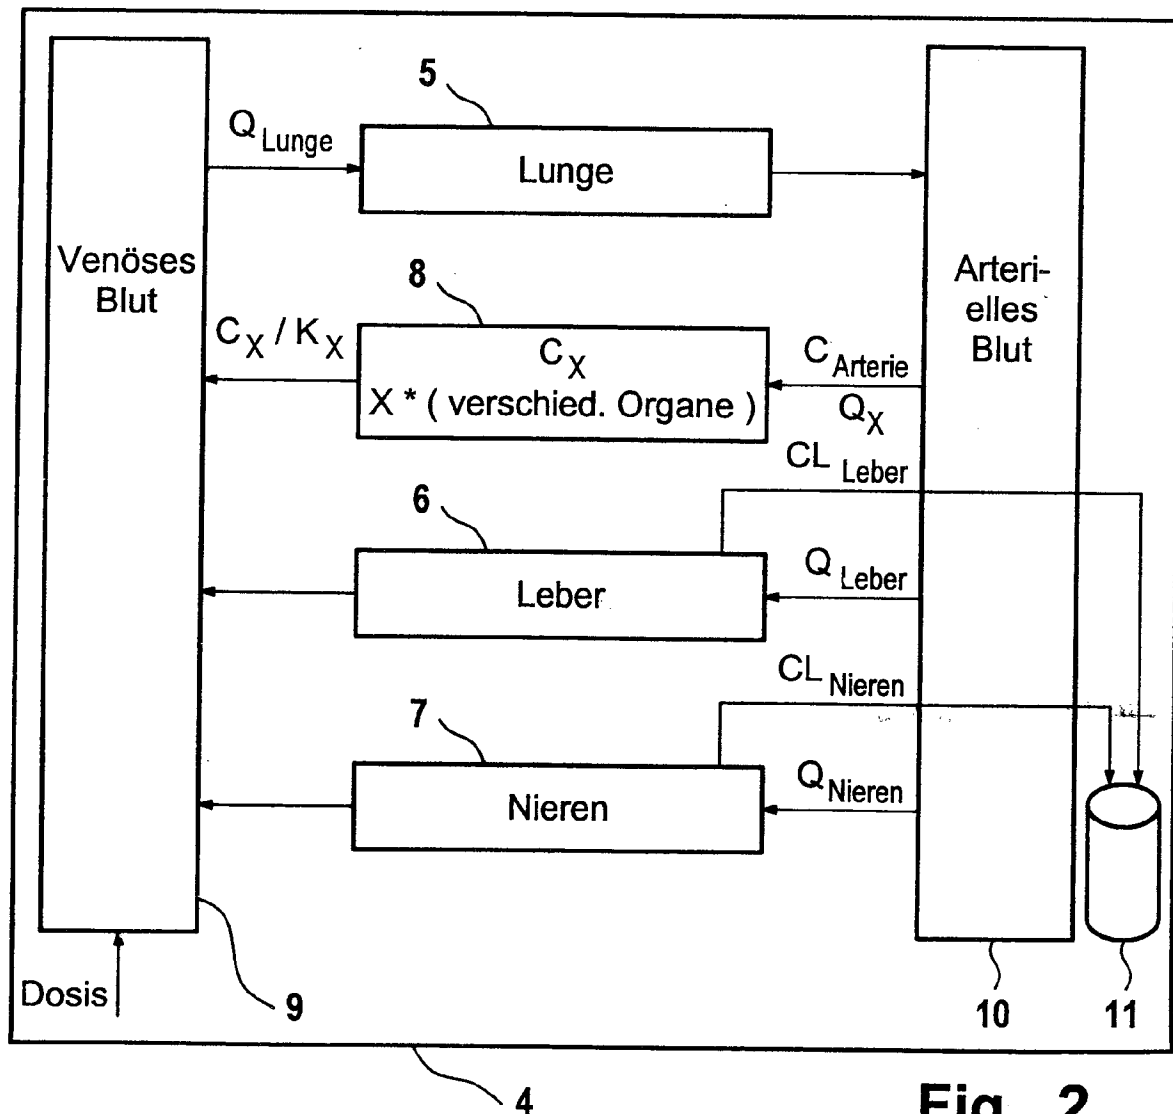 5
Q Lunge
Lunge
Venöses
Blut
Arteri-
elles
Blut
8
C X / K X
C X
X * ( verschied. Organe )
C Arterie
Q X
CL Leber
6
Leber
Q Leber
CL Nieren
7
Nieren
Q Nieren
Dosis
9
10
11
4
Fig. 2